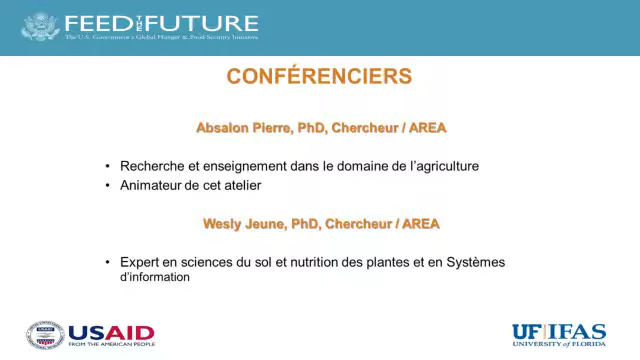 FEED THE FUTURE
The U.S. Government's Global Hunger & Food Security Initiative
CONFÉRENCIERS
Absalon Pierre, PhD, Chercheur / AREA
• Recherche et enseignement dans le domaine de l'agriculture
• Animateur de cet atelier
Wesly Jeune, PhD, Chercheur / AREA
• Expert en sciences du sol et nutrition des plantes et en Systèmes
d'information
USAID
FROM THE AMERICAN PEOPLE
UF|IFAS
UNIVERSITY of FLORIDA